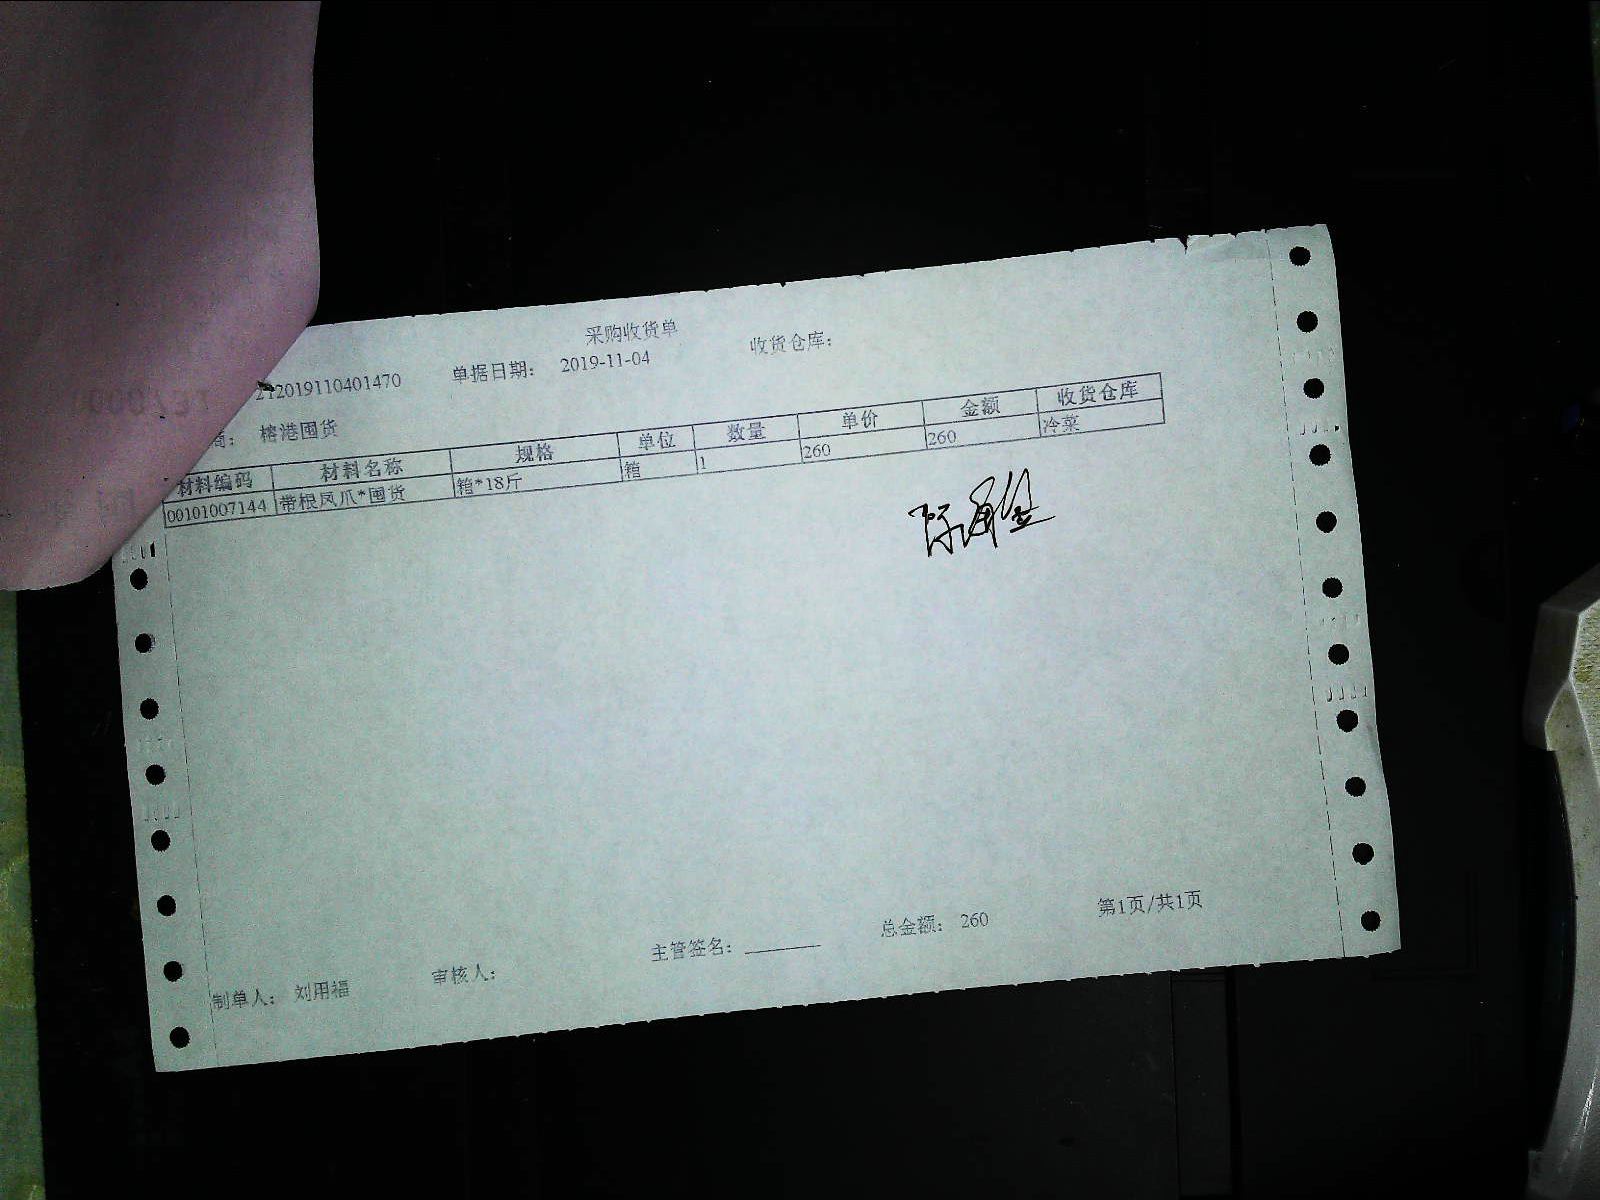 采购收货单
212019110401470 单据日期： 2019-11-04 收货仓库：
商： 榕港囤货
材料编码 材料名称 规格 单位 数量 单价 金额 收货仓库
00101007144 带根凤爪*囤货 箱*18斤 箱 1 260 260 冷菜
制单人： 刘用福 审核人： 主管签名： 总金额： 260 第1页/共1页